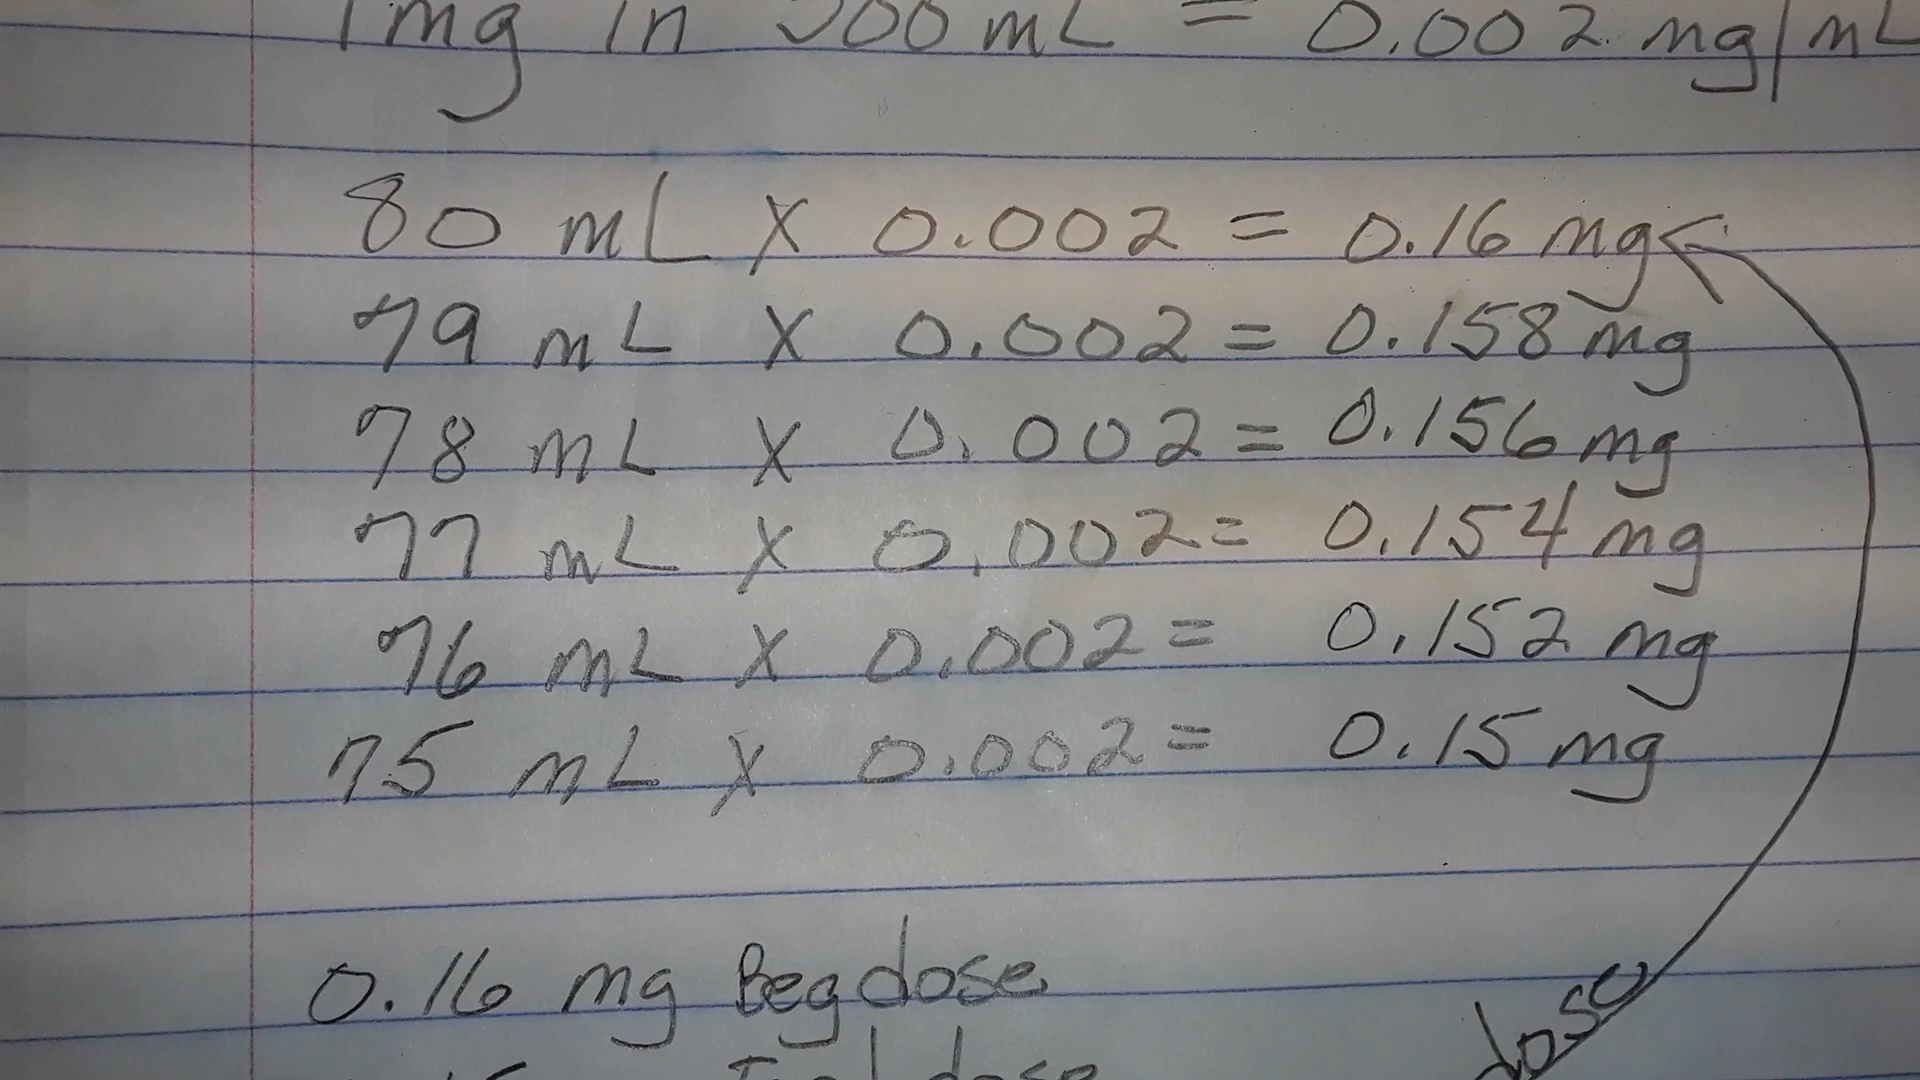 1mg in 500 mL = 0.002 mg/mL
80 mL X 0.002 = 0.16 mg
79 mL X 0.002 = 0.158 mg
78 mL X 0.002 = 0.156 mg
77 mL X 0.002 = 0.154 mg
76 mL X 0.002 = 0.152 mg
75 mL X 0.002 = 0.15 mg
0.16 mg Beg dose
dose
dose